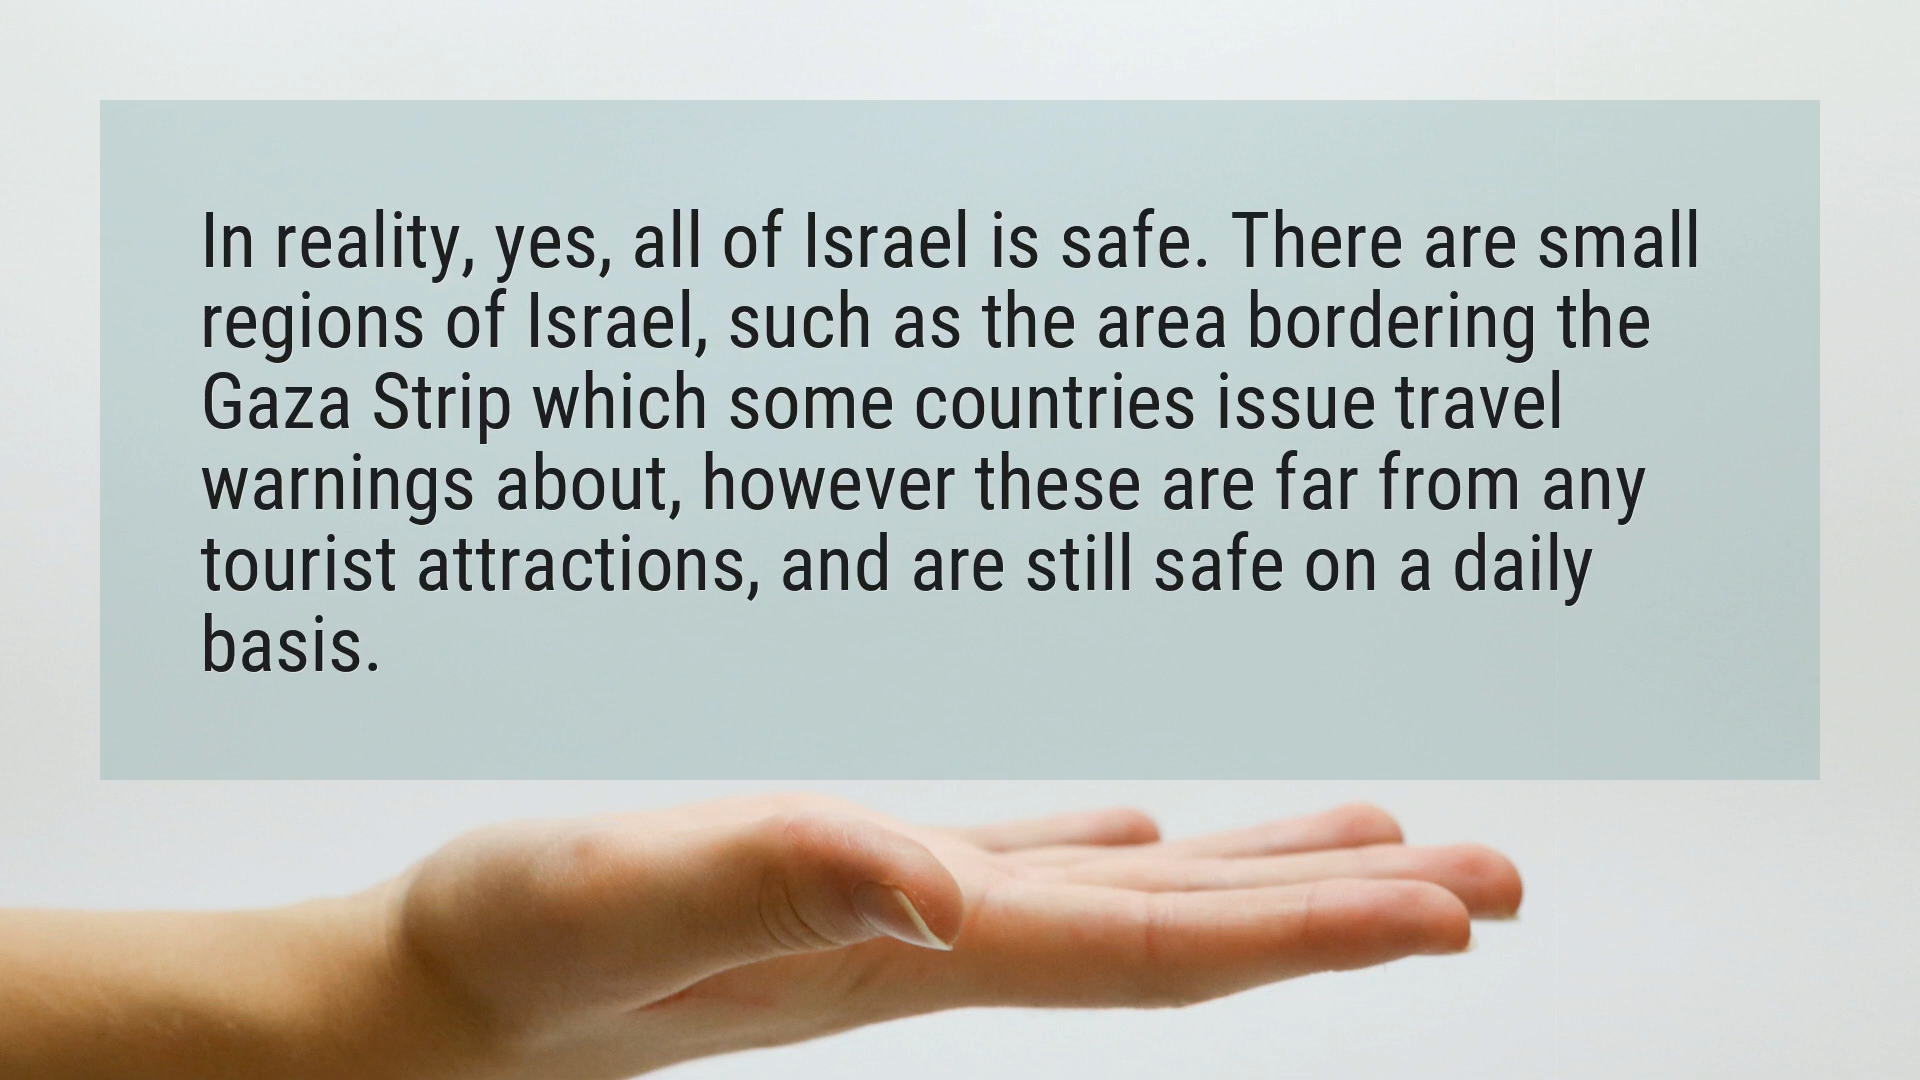 In reality, yes, all of Israel is safe. There are small
regions of Israel, such as the area bordering the
Gaza Strip which some countries issue travel
warnings about, however these are far from any
tourist attractions, and are still safe on a daily
basis.